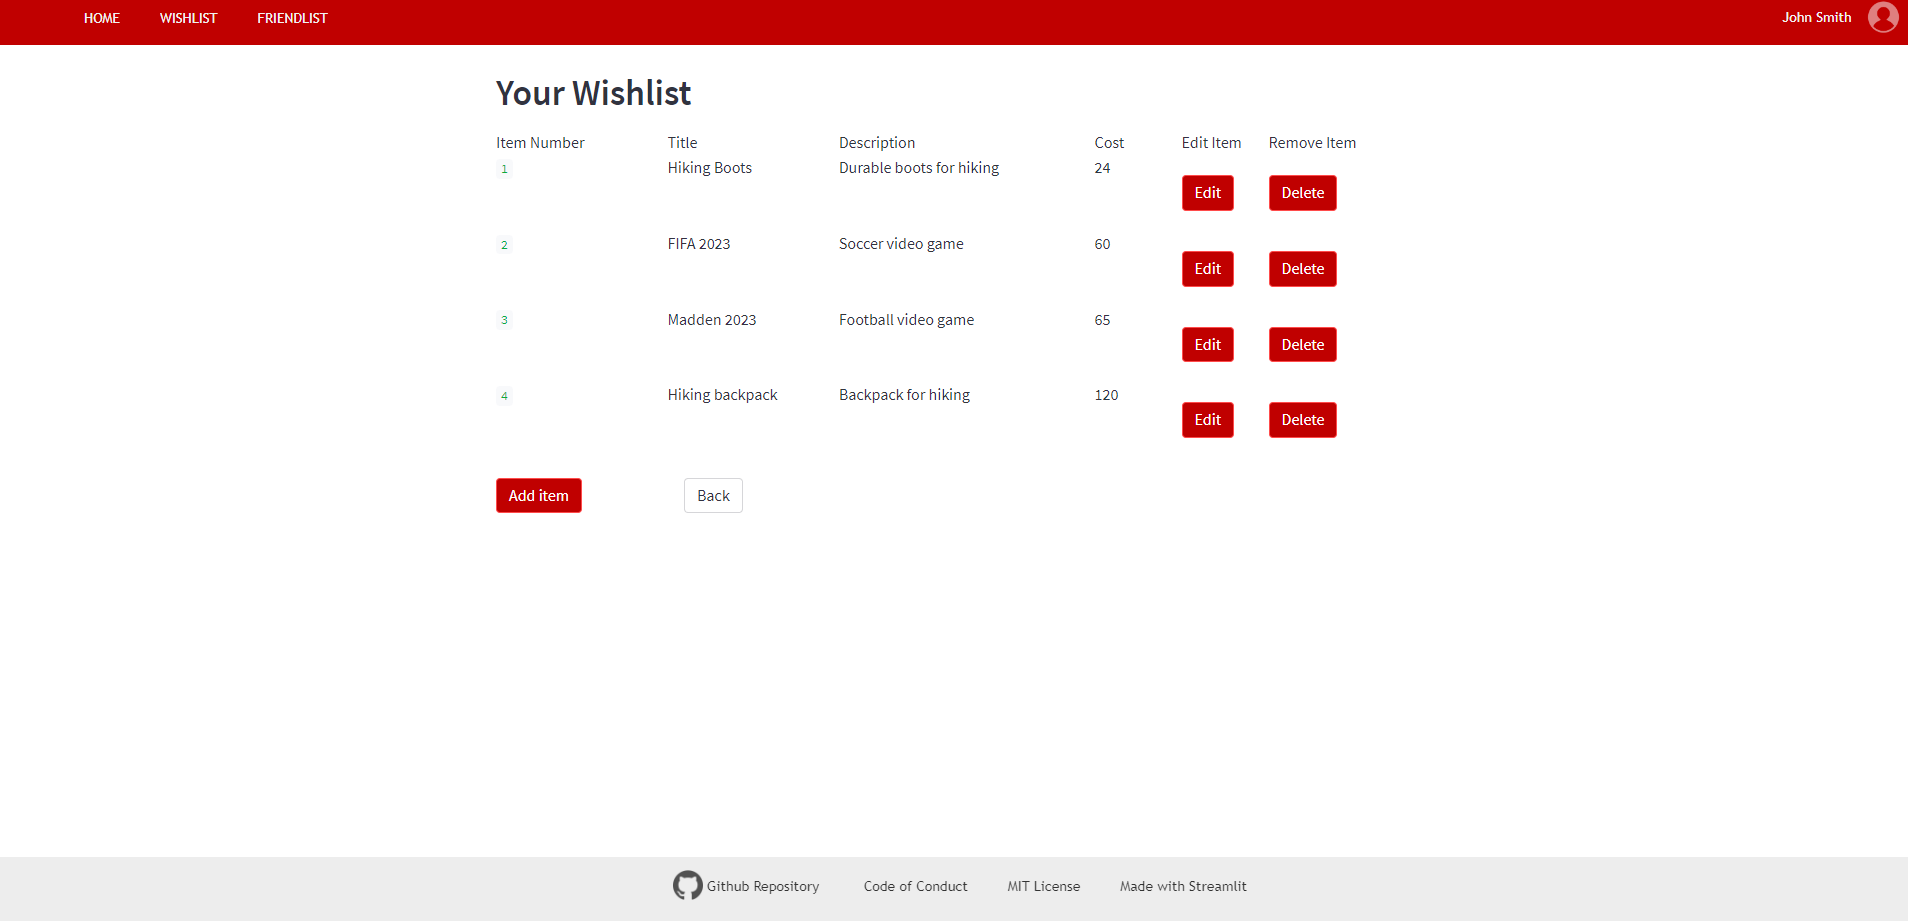 HOME WISHLIST FRIENDLIST John Smith
Your Wishlist
Item Number Title Description Cost Edit Item Remove Item
1 Hiking Boots Durable boots for hiking 24
Edit Delete
2 FIFA 2023 Soccer video game 60
Edit Delete
3 Madden 2023 Football video game 65
Edit Delete
4 Hiking backpack Backpack for hiking 120
Edit Delete
Add item Back
Github Repository Code of Conduct MIT License Made with Streamlit